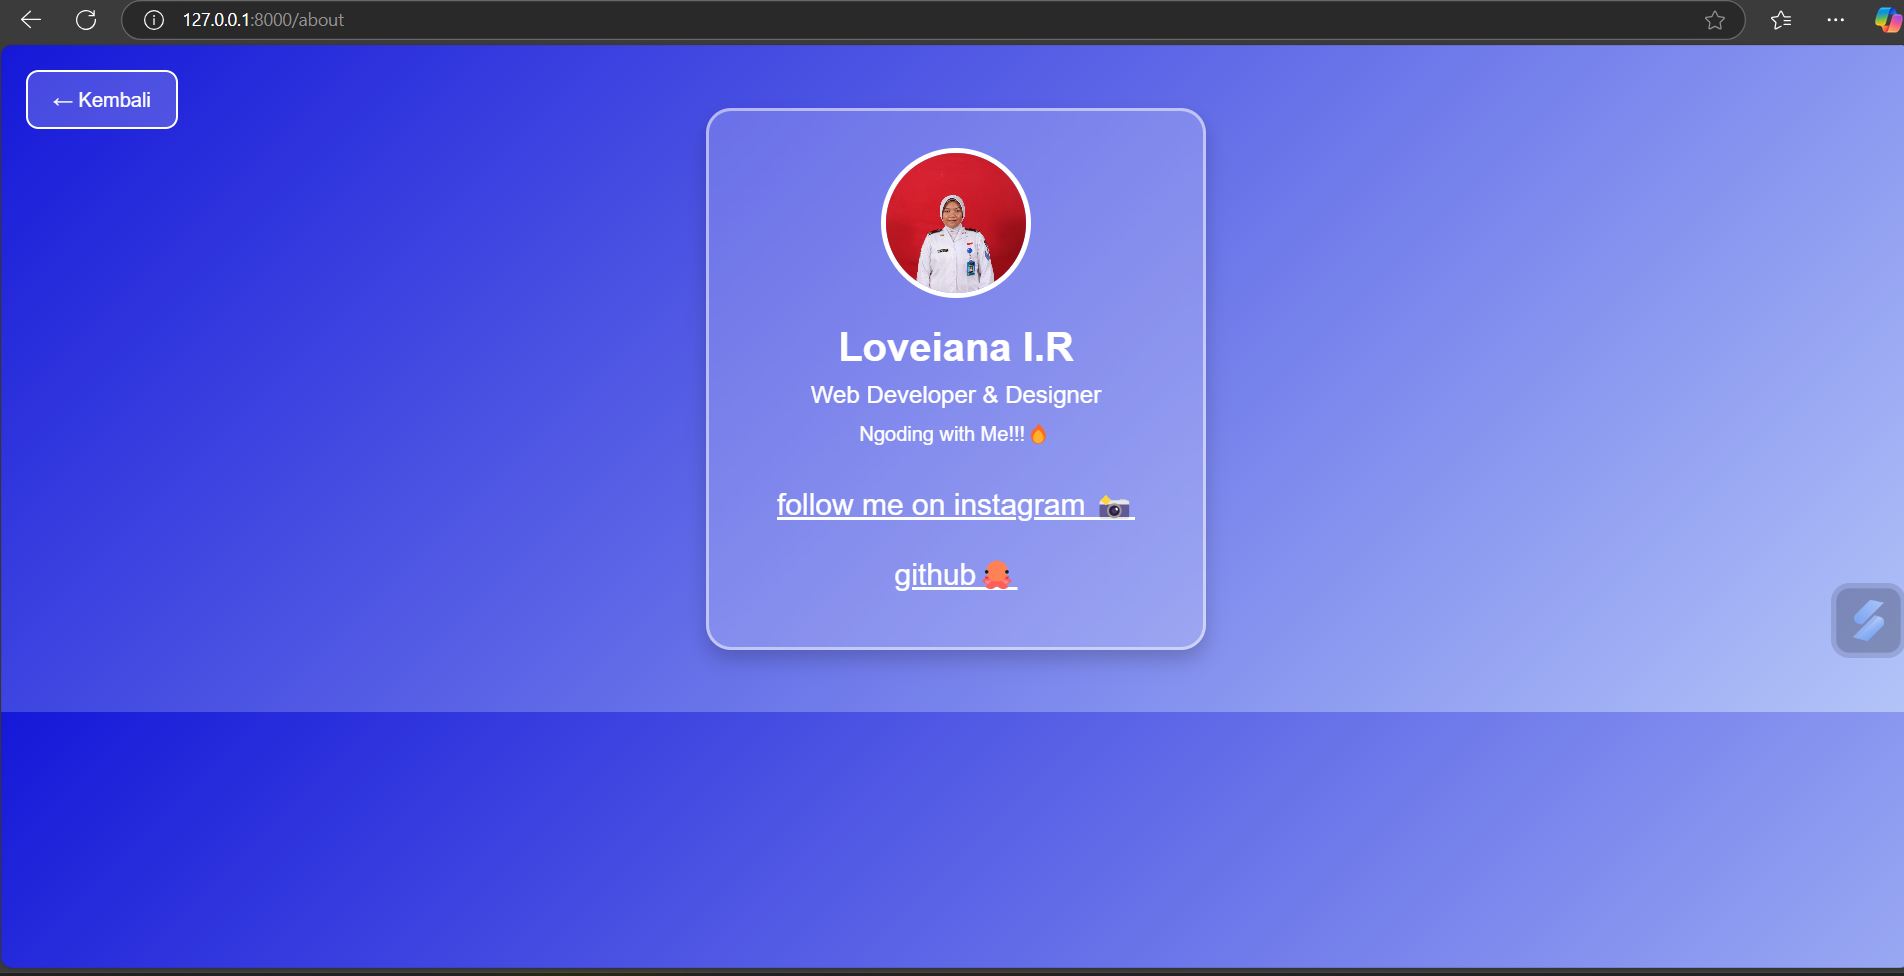 127.0.0.1:8000/about
← Kembali
Loveiana I.R
Web Developer & Designer
Ngoding with Me!!!🔥
follow me on instagram 📸
github🐙